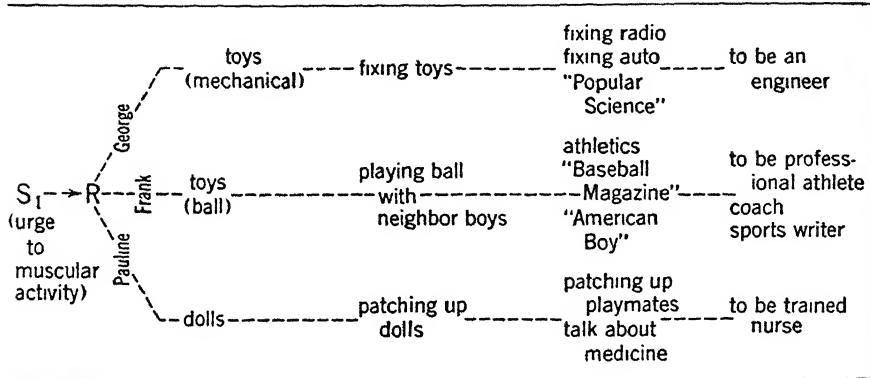 toys
(mechanical)
fixing toys
fixing radio
fixing auto
"Popular
Science"
to be an
engineer
George
S₁ → R
(urge
to
muscular
activity)
Frank
toys
(ball)
playing ball
with
neighbor boys
athletics
"Baseball
Magazine"
"American
Boy"
to be profess-
ional athlete
coach
sports writer
Pauline
dolls
patching up
dolls
patching up
playmates
talk about
medicine
to be trained
nurse